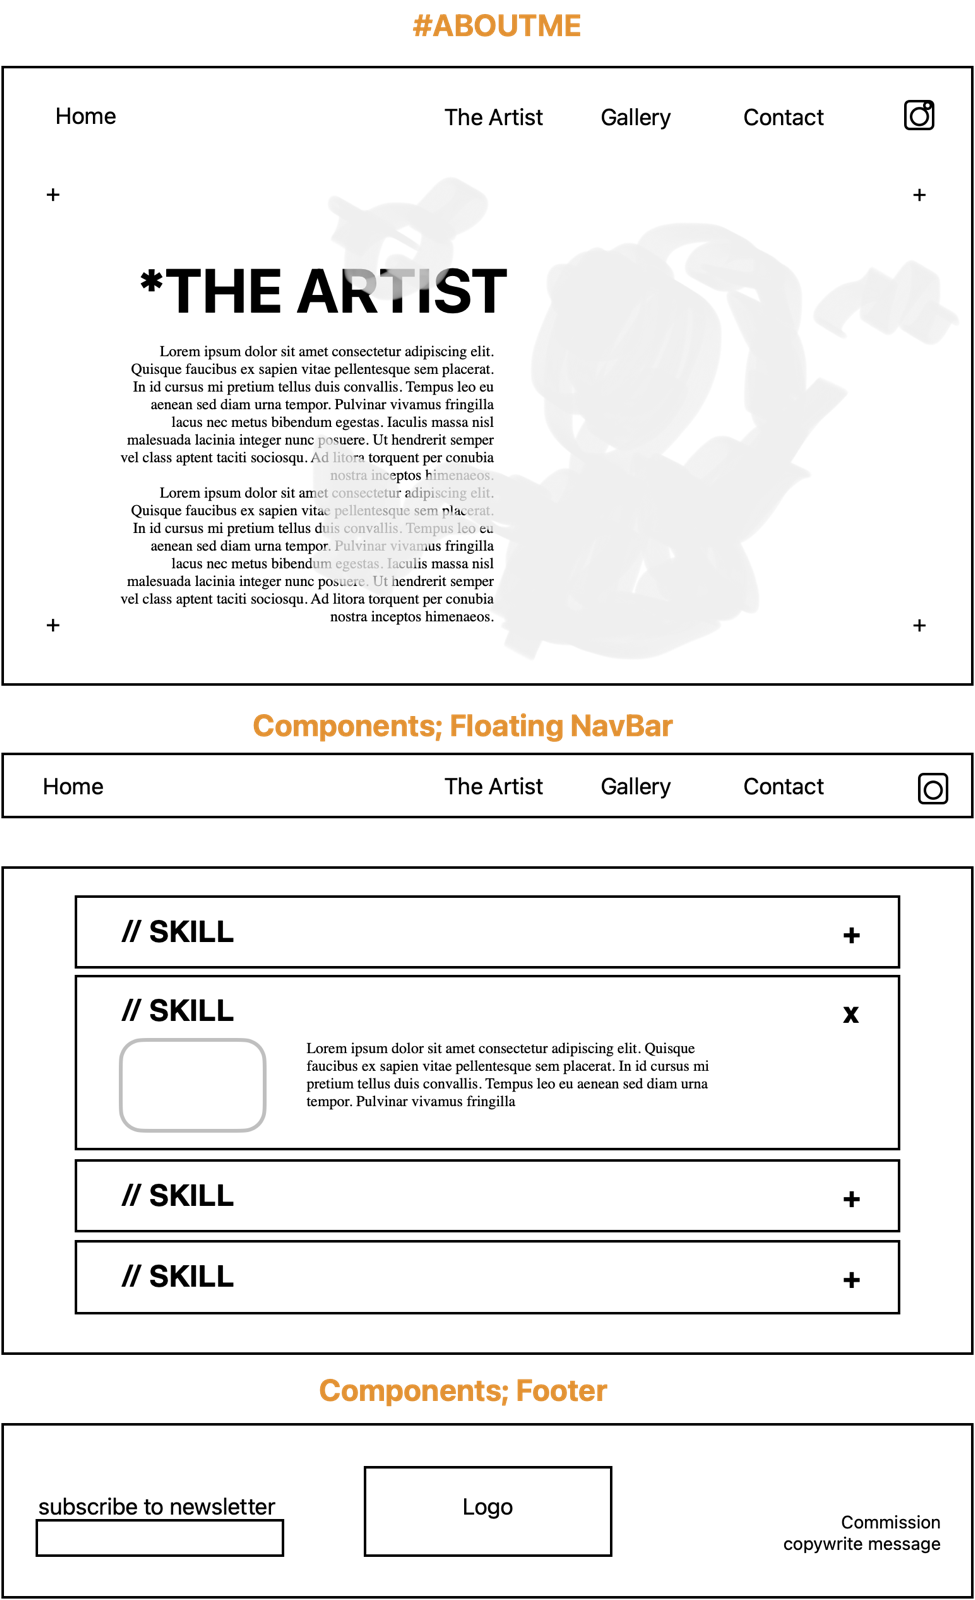 #ABOUTME
Home The Artist Gallery Contact
+ +
*THE ARTIST
Lorem ipsum dolor sit amet consectetur adipiscing elit.
Quisque faucibus ex sapien vitae pellentesque sem placerat.
In id cursus mi pretium tellus duis convallis. Tempus leo eu
aenean sed diam urna tempor. Pulvinar vivamus fringilla
lacus nec metus bibendum egestas. Iaculis massa nisl
malesuada lacinia integer nunc posuere. Ut hendrerit semper
vel class aptent taciti sociosqu. Ad litora torquent per conubia
nostra inceptos himenaeos.
Lorem ipsum dolor sit amet consectetur adipiscing elit.
Quisque faucibus ex sapien vitae pellentesque sem placerat.
In id cursus mi pretium tellus duis convallis. Tempus leo eu
aenean sed diam urna tempor. Pulvinar vivamus fringilla
lacus nec metus bibendum egestas. Iaculis massa nisl
malesuada lacinia integer nunc posuere. Ut hendrerit semper
vel class aptent taciti sociosqu. Ad litora torquent per conubia
nostra inceptos himenaeos.
+ +
Components; Floating NavBar
Home The Artist Gallery Contact
// SKILL +
// SKILL x
Lorem ipsum dolor sit amet consectetur adipiscing elit. Quisque
faucibus ex sapien vitae pellentesque sem placerat. In id cursus mi
pretium tellus duis convallis. Tempus leo eu aenean sed diam urna
tempor. Pulvinar vivamus fringilla
// SKILL +
// SKILL +
Components; Footer
subscribe to newsletter
Logo
Commission
copywrite message